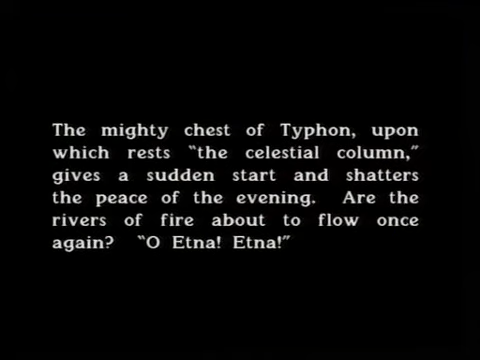 The mighty chest of Typhon, upon
which rests “the celestial column,”
gives a sudden start and shatters
the peace of the evening. Are the
rivers of fire about to flow once
again? “O Etna! Etna!”